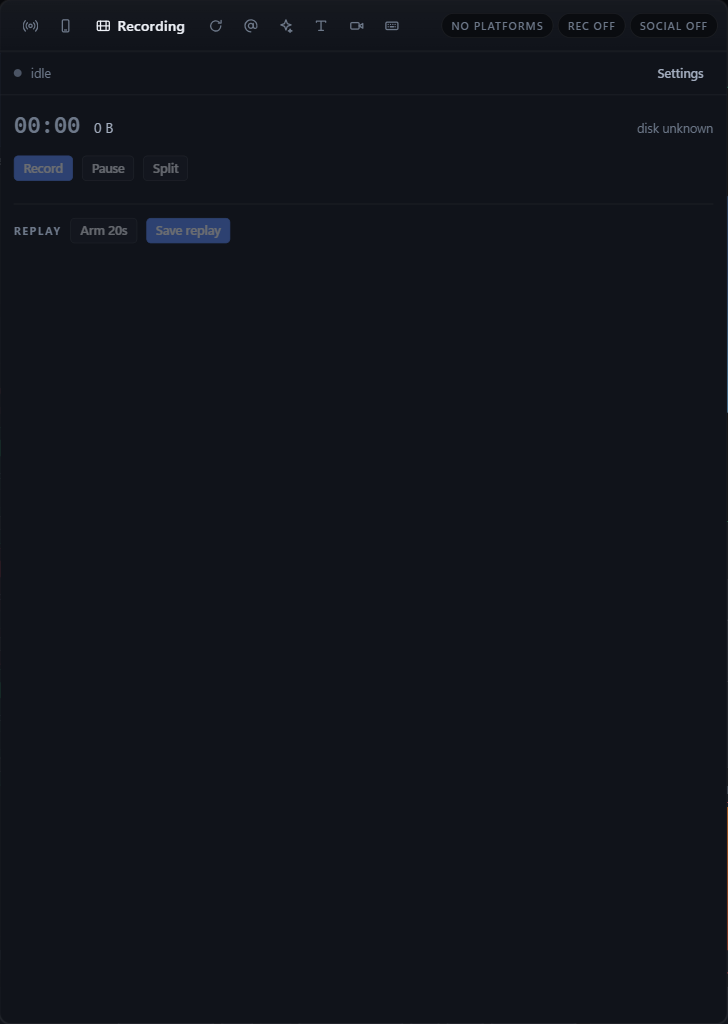 Recording NO PLATFORMS REC OFF SOCIAL OFF
idle Settings
00:00 0 B disk unknown
Record Pause Split
REPLAY Arm 20s Save replay